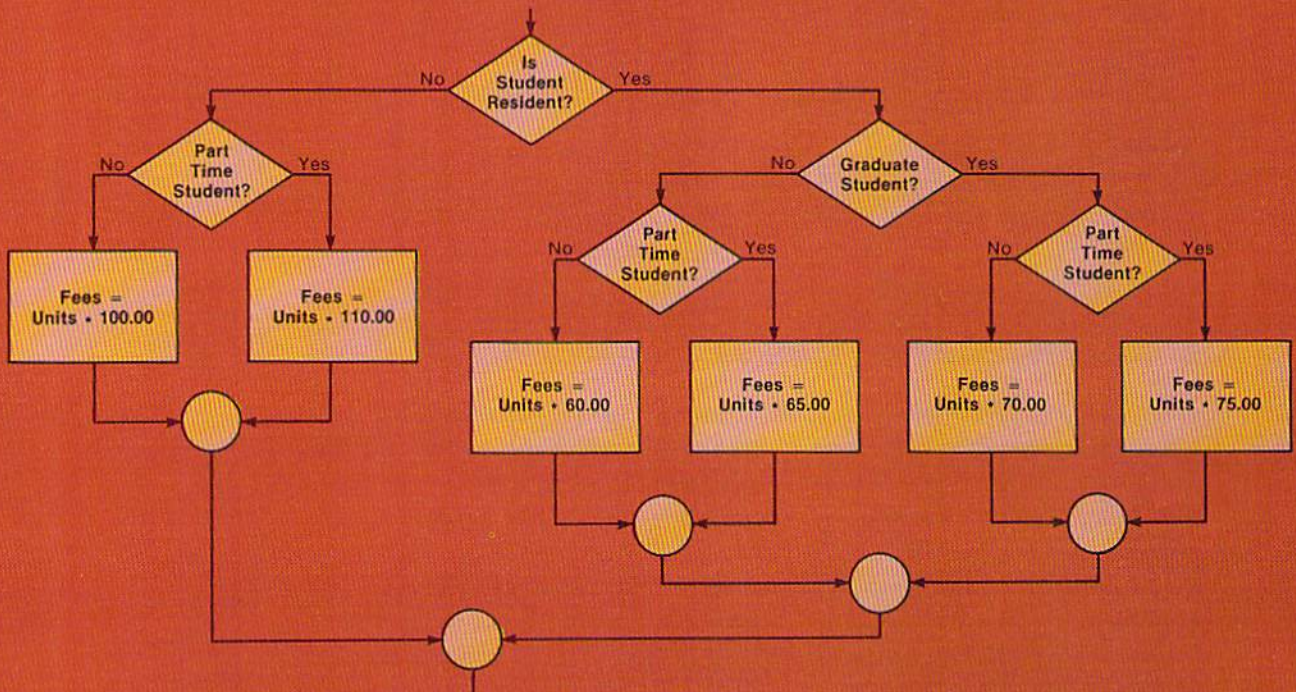 Is
Student
Resident?
No
Yes
Part
Time
Student?
No
Yes
Graduate
Student?
No
Yes
Part
Time
Student?
No
Yes
Part
Time
Student?
No
Yes
Fees =
Units • 100.00
Fees =
Units • 110.00
Fees =
Units • 60.00
Fees =
Units • 65.00
Fees =
Units • 70.00
Fees =
Units • 75.00